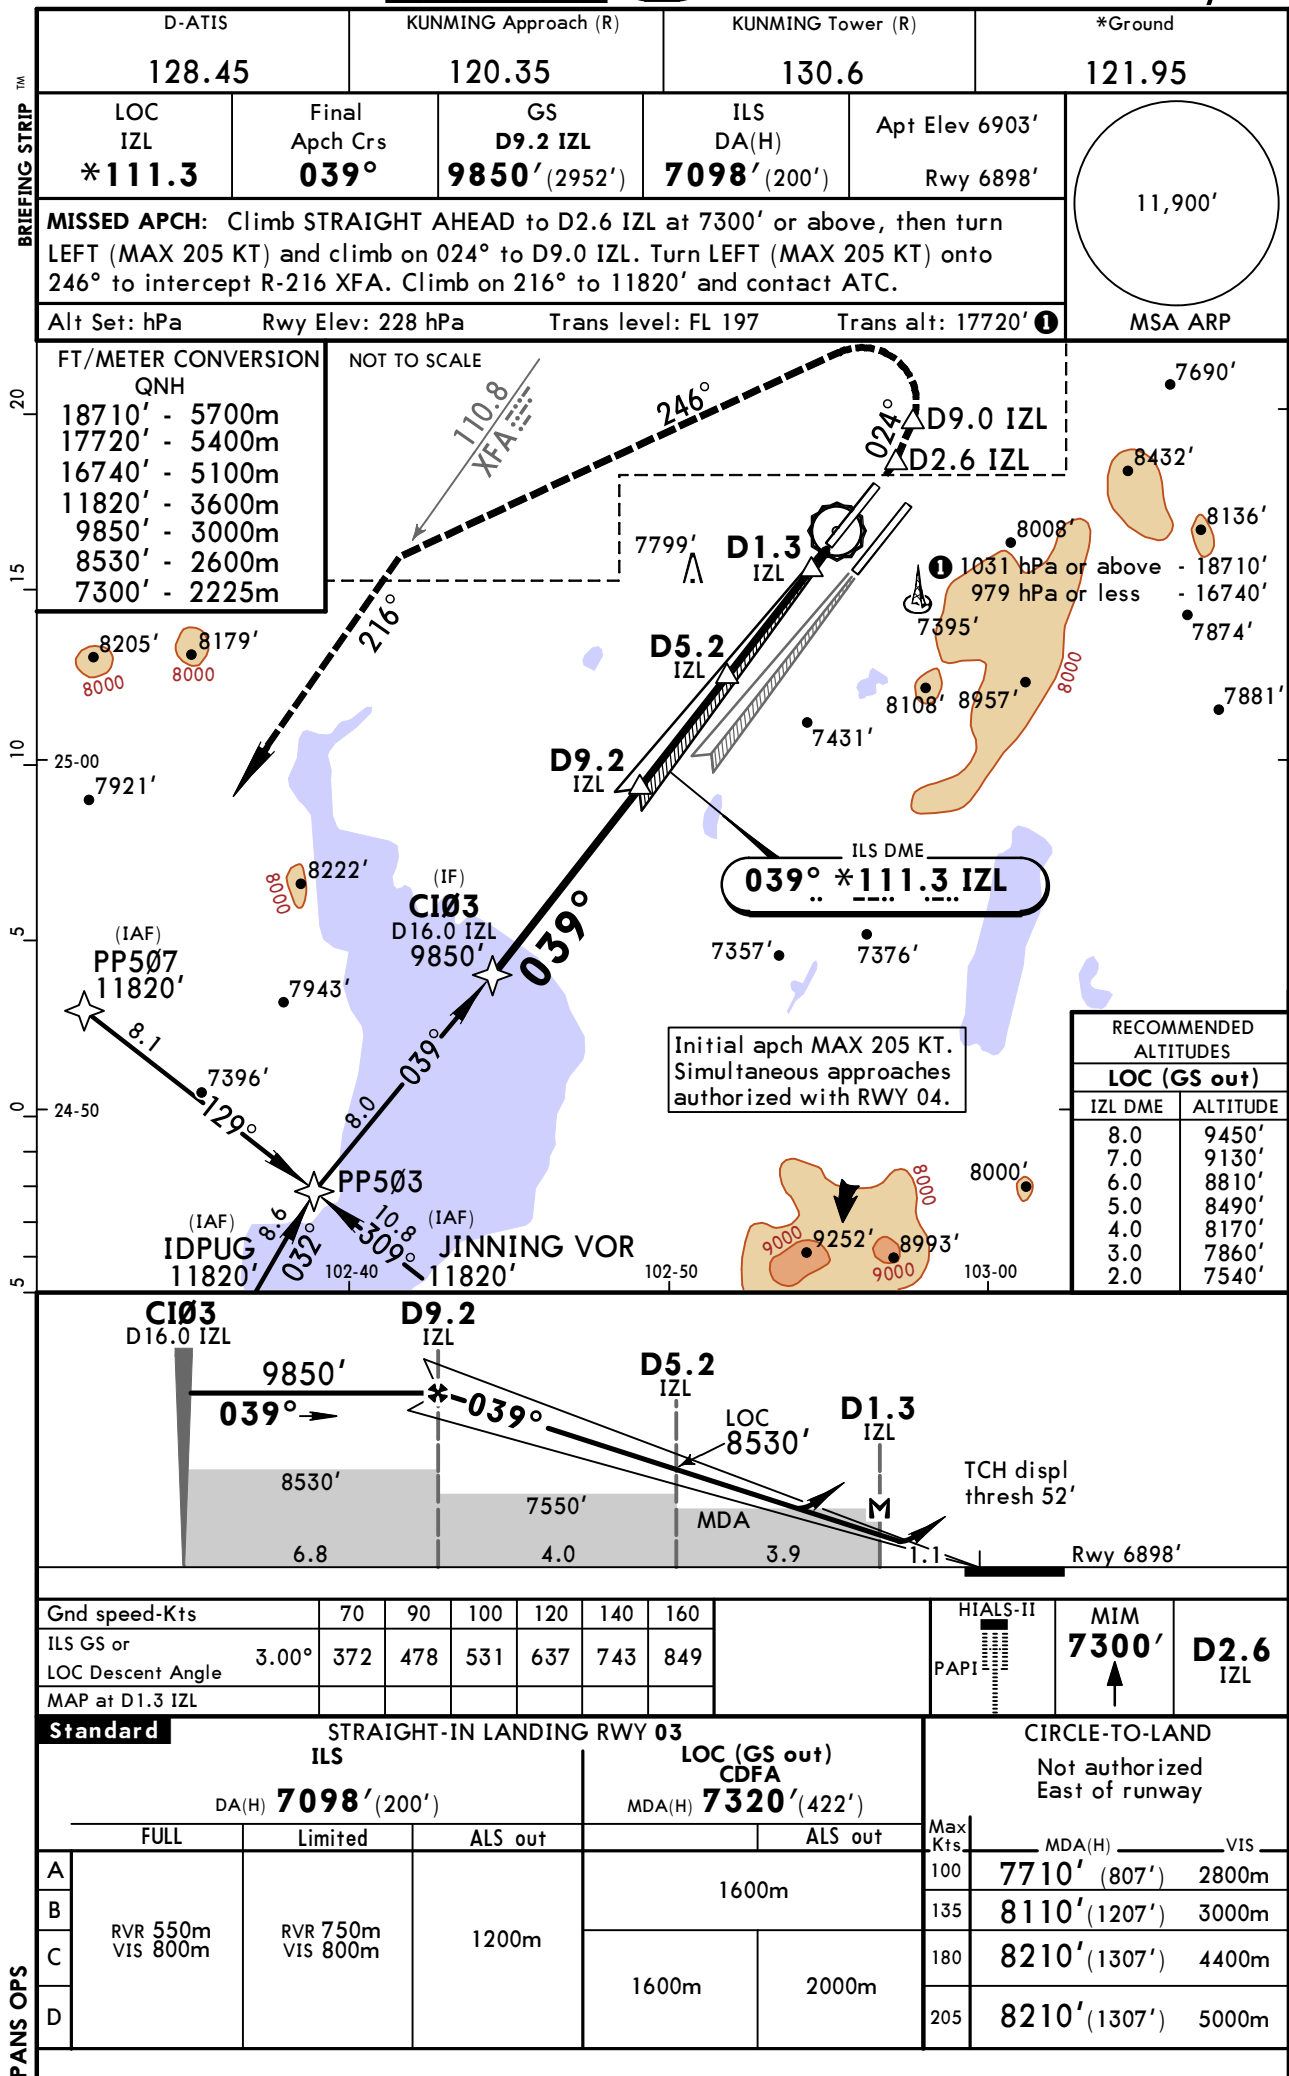 D-ATIS
128.45
KUNMING Approach (R)
120.35
KUNMING Tower (R)
130.6
*Ground
121.95
BRIEFING STRIP TM
LOC
IZL
*111.3
Final
Apch Crs
039°
GS
D9.2 IZL
9850' (2952')
ILS
DA(H)
7098' (200')
Apt Elev 6903'
Rwy 6898'
11,900'
MSA ARP
MISSED APCH: Climb STRAIGHT AHEAD to D2.6 IZL at 7300' or above, then turn
LEFT (MAX 205 KT) and climb on 024° to D9.0 IZL. Turn LEFT (MAX 205 KT) onto
246° to intercept R-216 XFA. Climb on 216° to 11820' and contact ATC.
Alt Set: hPa Rwy Elev: 228 hPa Trans level: FL 197 Trans alt: 17720' 1
FT/METER CONVERSION
QNH
18710' - 5700m
17720' - 5400m
16740' - 5100m
11820' - 3600m
9850' - 3000m
8530' - 2600m
7300' - 2225m
NOT TO SCALE
110.8
XFA
246°
024°
D9.0 IZL
D2.6 IZL
216°
7690'
8432'
8136'
8008'
1 1031 hPa or above - 18710'
979 hPa or less - 16740'
7799'
D1.3
IZL
7395'
7874'
8205'
8000
8179'
8000
D5.2
IZL
8108'
8957'
8000
7881'
7431'
D9.2
IZL
25-00
7921'
8222'
8000
ILS DME
039° *111.3 IZL
(IF)
CIØ3
D16.0 IZL
9850'
039°
7357'
7376'
(IAF)
PP5Ø7
11820'
8.1
7943'
7396'
129°
039°
8.0
24-50
Initial apch MAX 205 KT.
Simultaneous approaches
authorized with RWY 04.
PP5Ø3
(IAF)
IDPUG
11820'
8.6
032°
10.8
309°
(IAF)
JINNING VOR
11820'
102-40
102-50
103-00
8000
9000
9252'
8993'
9000
8000'
20
15
10
5
0
5
RECOMMENDED
ALTITUDES
LOC (GS out)
IZL DME ALTITUDE
8.0 9450'
7.0 9130'
6.0 8810'
5.0 8490'
4.0 8170'
3.0 7860'
2.0 7540'
CIØ3
D16.0 IZL
D9.2
IZL
9850'
039°
039°
D5.2
IZL
LOC
8530'
D1.3
IZL
TCH displ
thresh 52'
8530'
7550'
MDA
M
6.8
4.0
3.9
1.1
Rwy 6898'
Gnd speed-Kts 70 90 100 120 140 160
ILS GS or
LOC Descent Angle 3.00° 372 478 531 637 743 849
MAP at D1.3 IZL
HIALS-II
PAPI
MIM
7300'
D2.6
IZL
Standard
STRAIGHT-IN LANDING RWY 03
ILS
DA(H) 7098' (200')
LOC (GS out)
CDFA
MDA(H) 7320' (422')
CIRCLE-TO-LAND
Not authorized
East of runway
FULL Limited ALS out
ALS out
Max
Kts MDA(H) VIS
A
B
C
D
RVR 550m
VIS 800m
RVR 750m
VIS 800m
1200m
1600m
1600m
2000m
100 7710' (807') 2800m
135 8110' (1207') 3000m
180 8210' (1307') 4400m
205 8210' (1307') 5000m
PANS OPS